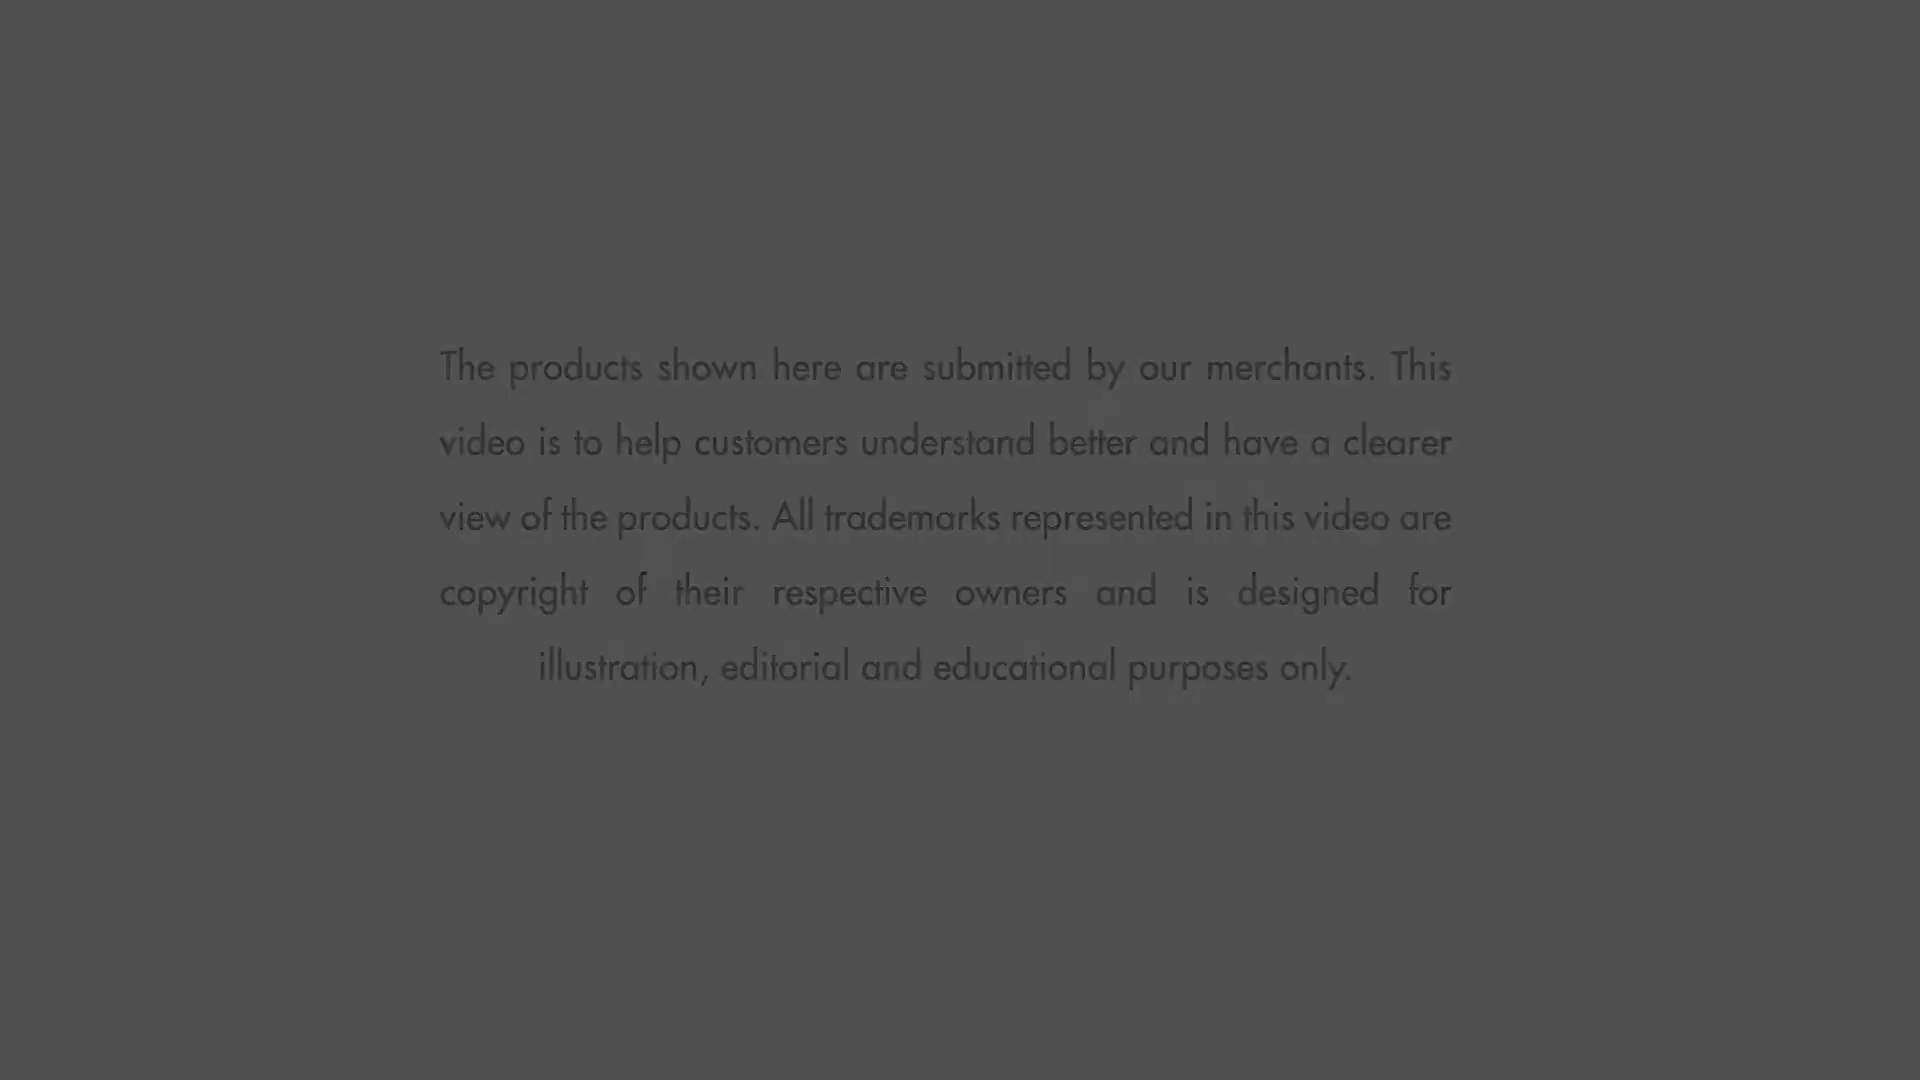 The products shown here are submitted by our merchants. This
video is to help customers understand better and have a clearer
view of the products. All trademarks represented in this video are
copyright of their respective owners and is designed for
illustration, editorial and educational purposes only.